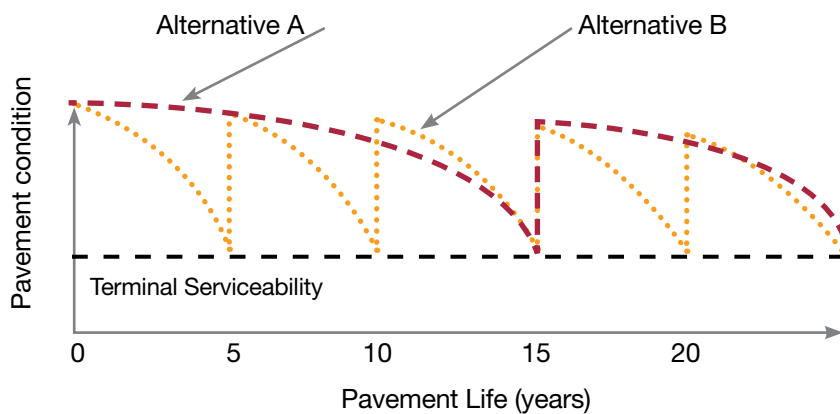 Alternative A
Alternative B
Pavement condition
Terminal Serviceability
0 5 10 15 20
Pavement Life (years)